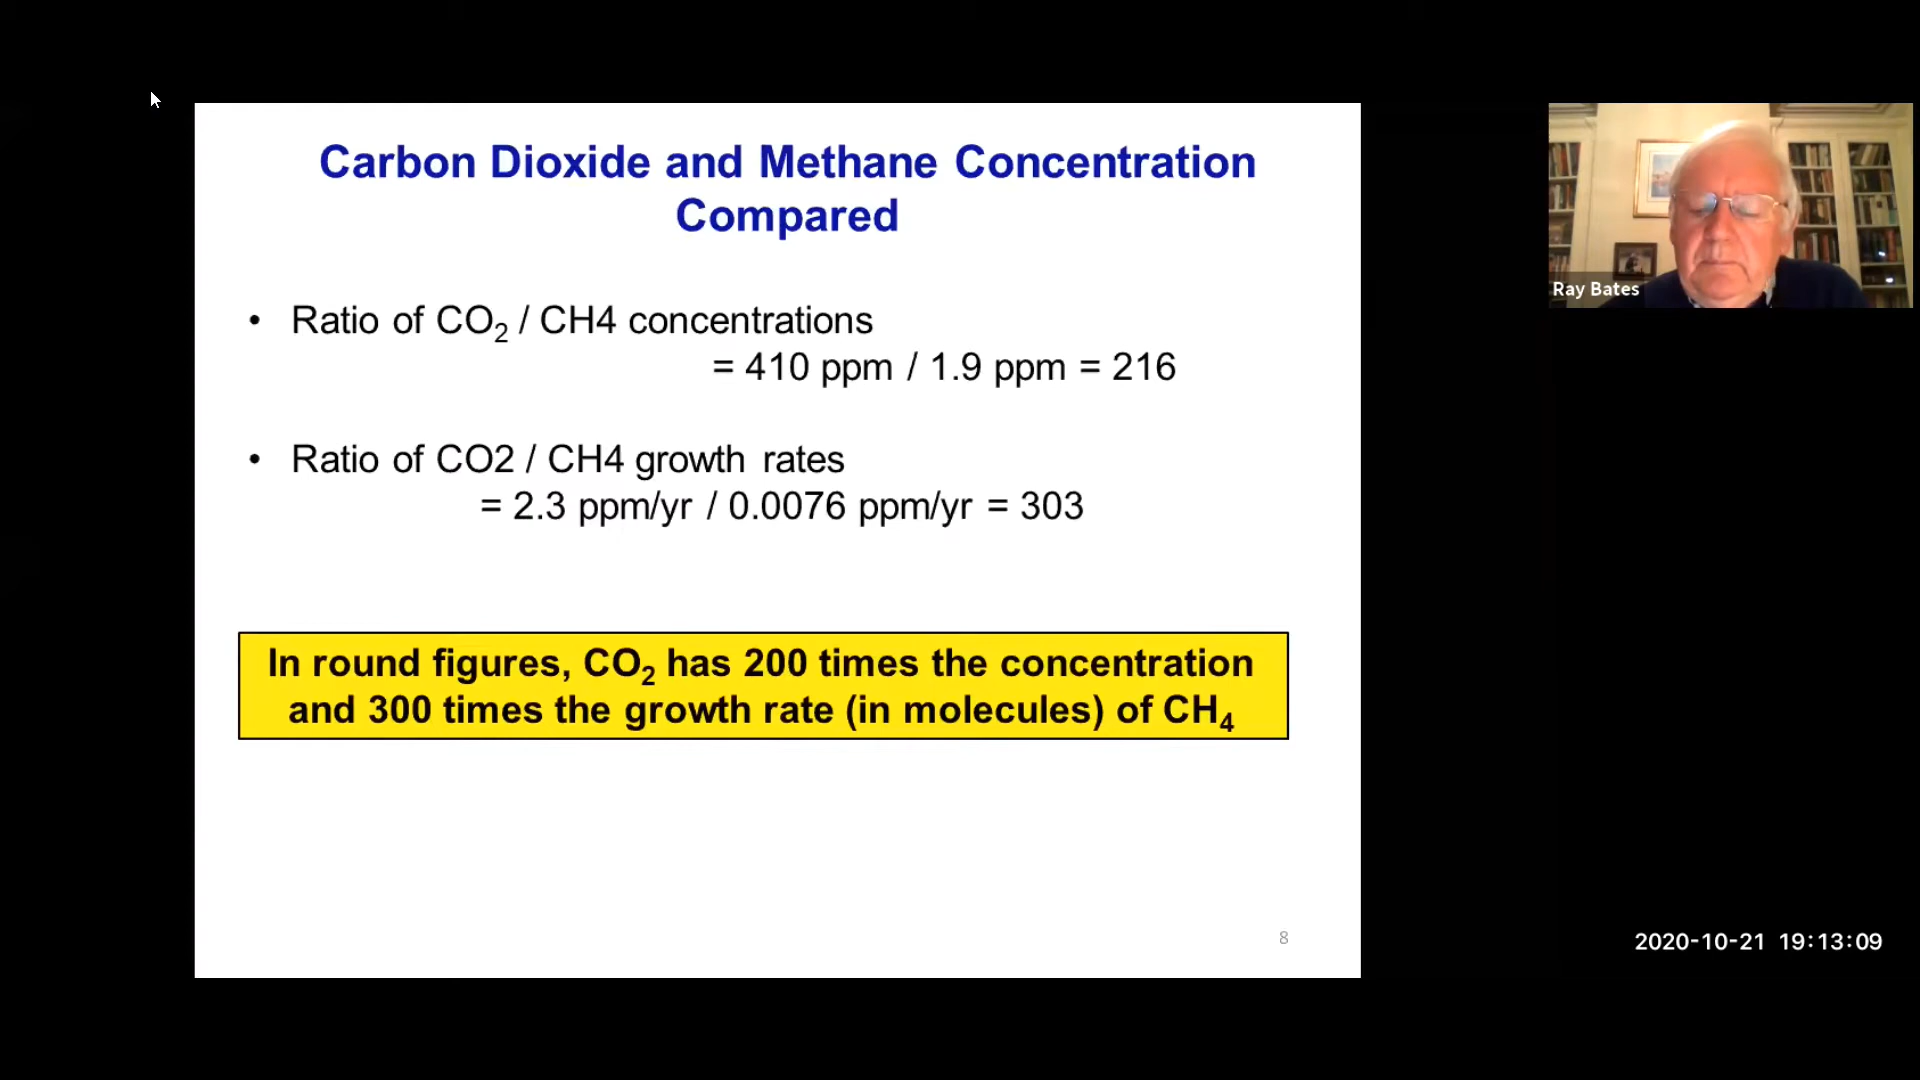 Carbon Dioxide and Methane Concentration
Compared
• Ratio of CO₂ / CH4 concentrations
= 410 ppm / 1.9 ppm = 216
• Ratio of CO2 / CH4 growth rates
= 2.3 ppm/yr / 0.0076 ppm/yr = 303
In round figures, CO₂ has 200 times the concentration
and 300 times the growth rate (in molecules) of CH₄
8
Ray Bates
2020-10-21 19:13:09